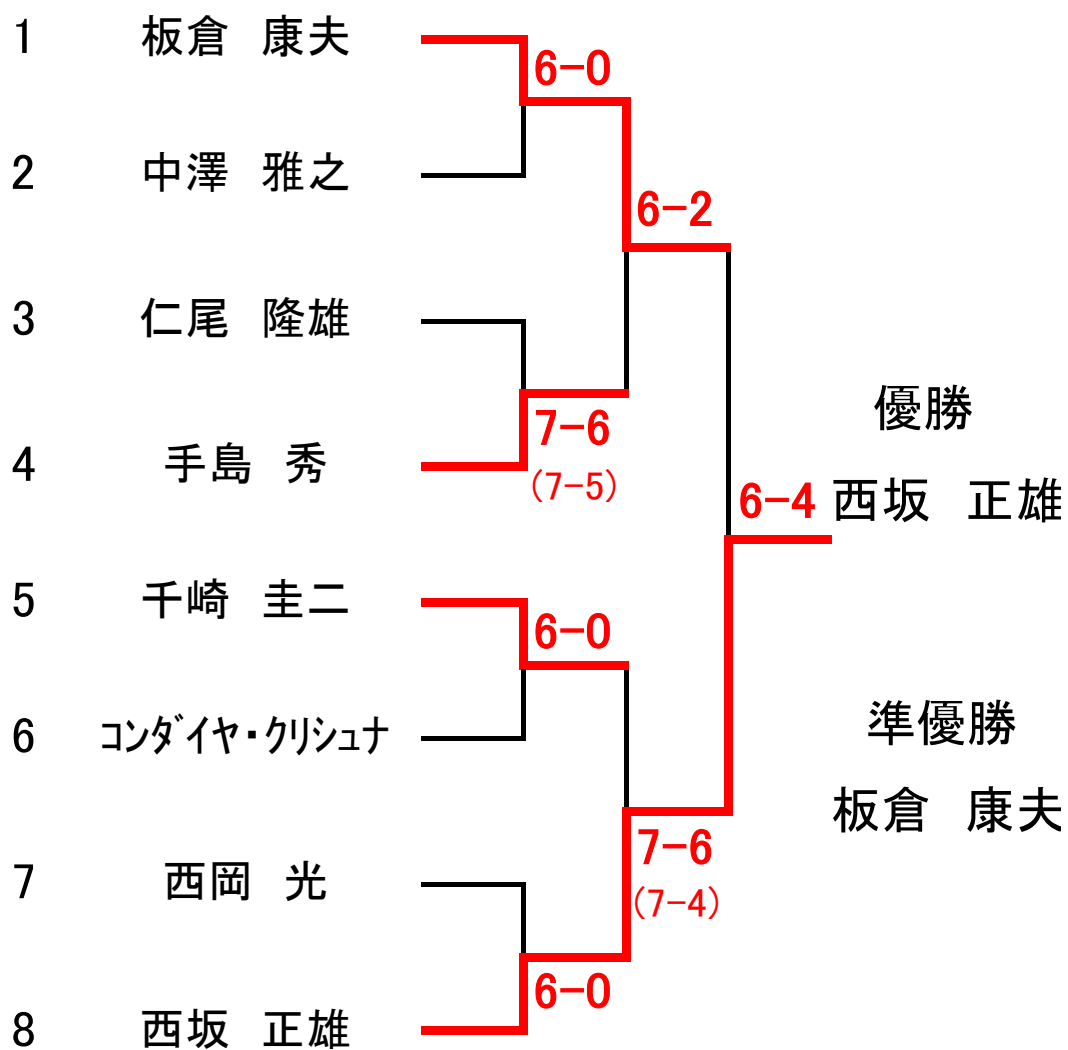 1 板倉 康夫
6-0
2 中澤 雅之
6-2
3 仁尾 隆雄
7-6
(7-5)
4 手島 秀
優勝
6-4 西坂 正雄
5 千崎 圭二
6-0
6 コンダイヤ・クリシュナ
準優勝
板倉 康夫
7-6
(7-4)
7 西岡 光
6-0
8 西坂 正雄